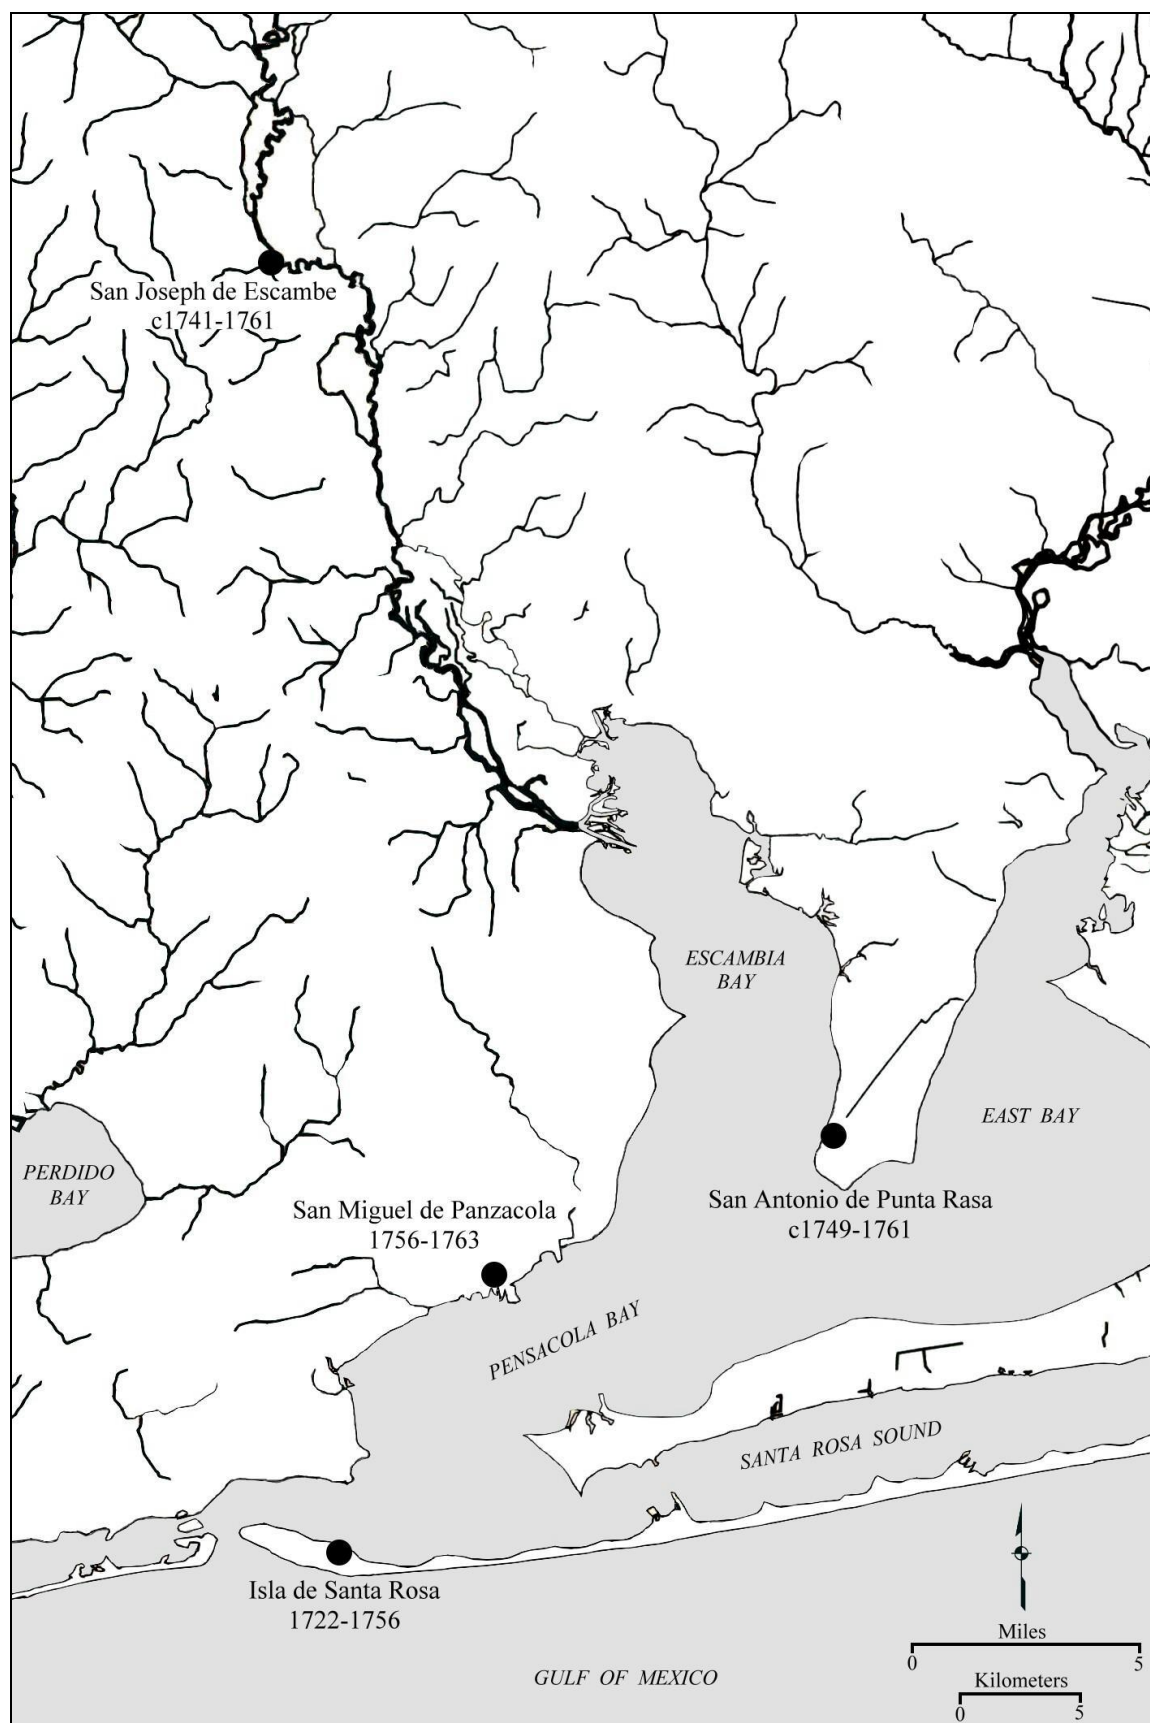 San Joseph de Escambe
c1741-1761
ESCAMBIA
BAY
EAST BAY
PERDIDO
BAY
San Miguel de Panzacola
1756-1763
San Antonio de Punta Rasa
c1749-1761
PENSACOLA BAY
SANTA ROSA SOUND
Isla de Santa Rosa
1722-1756
GULF OF MEXICO
Miles
0 5
Kilometers
0 5